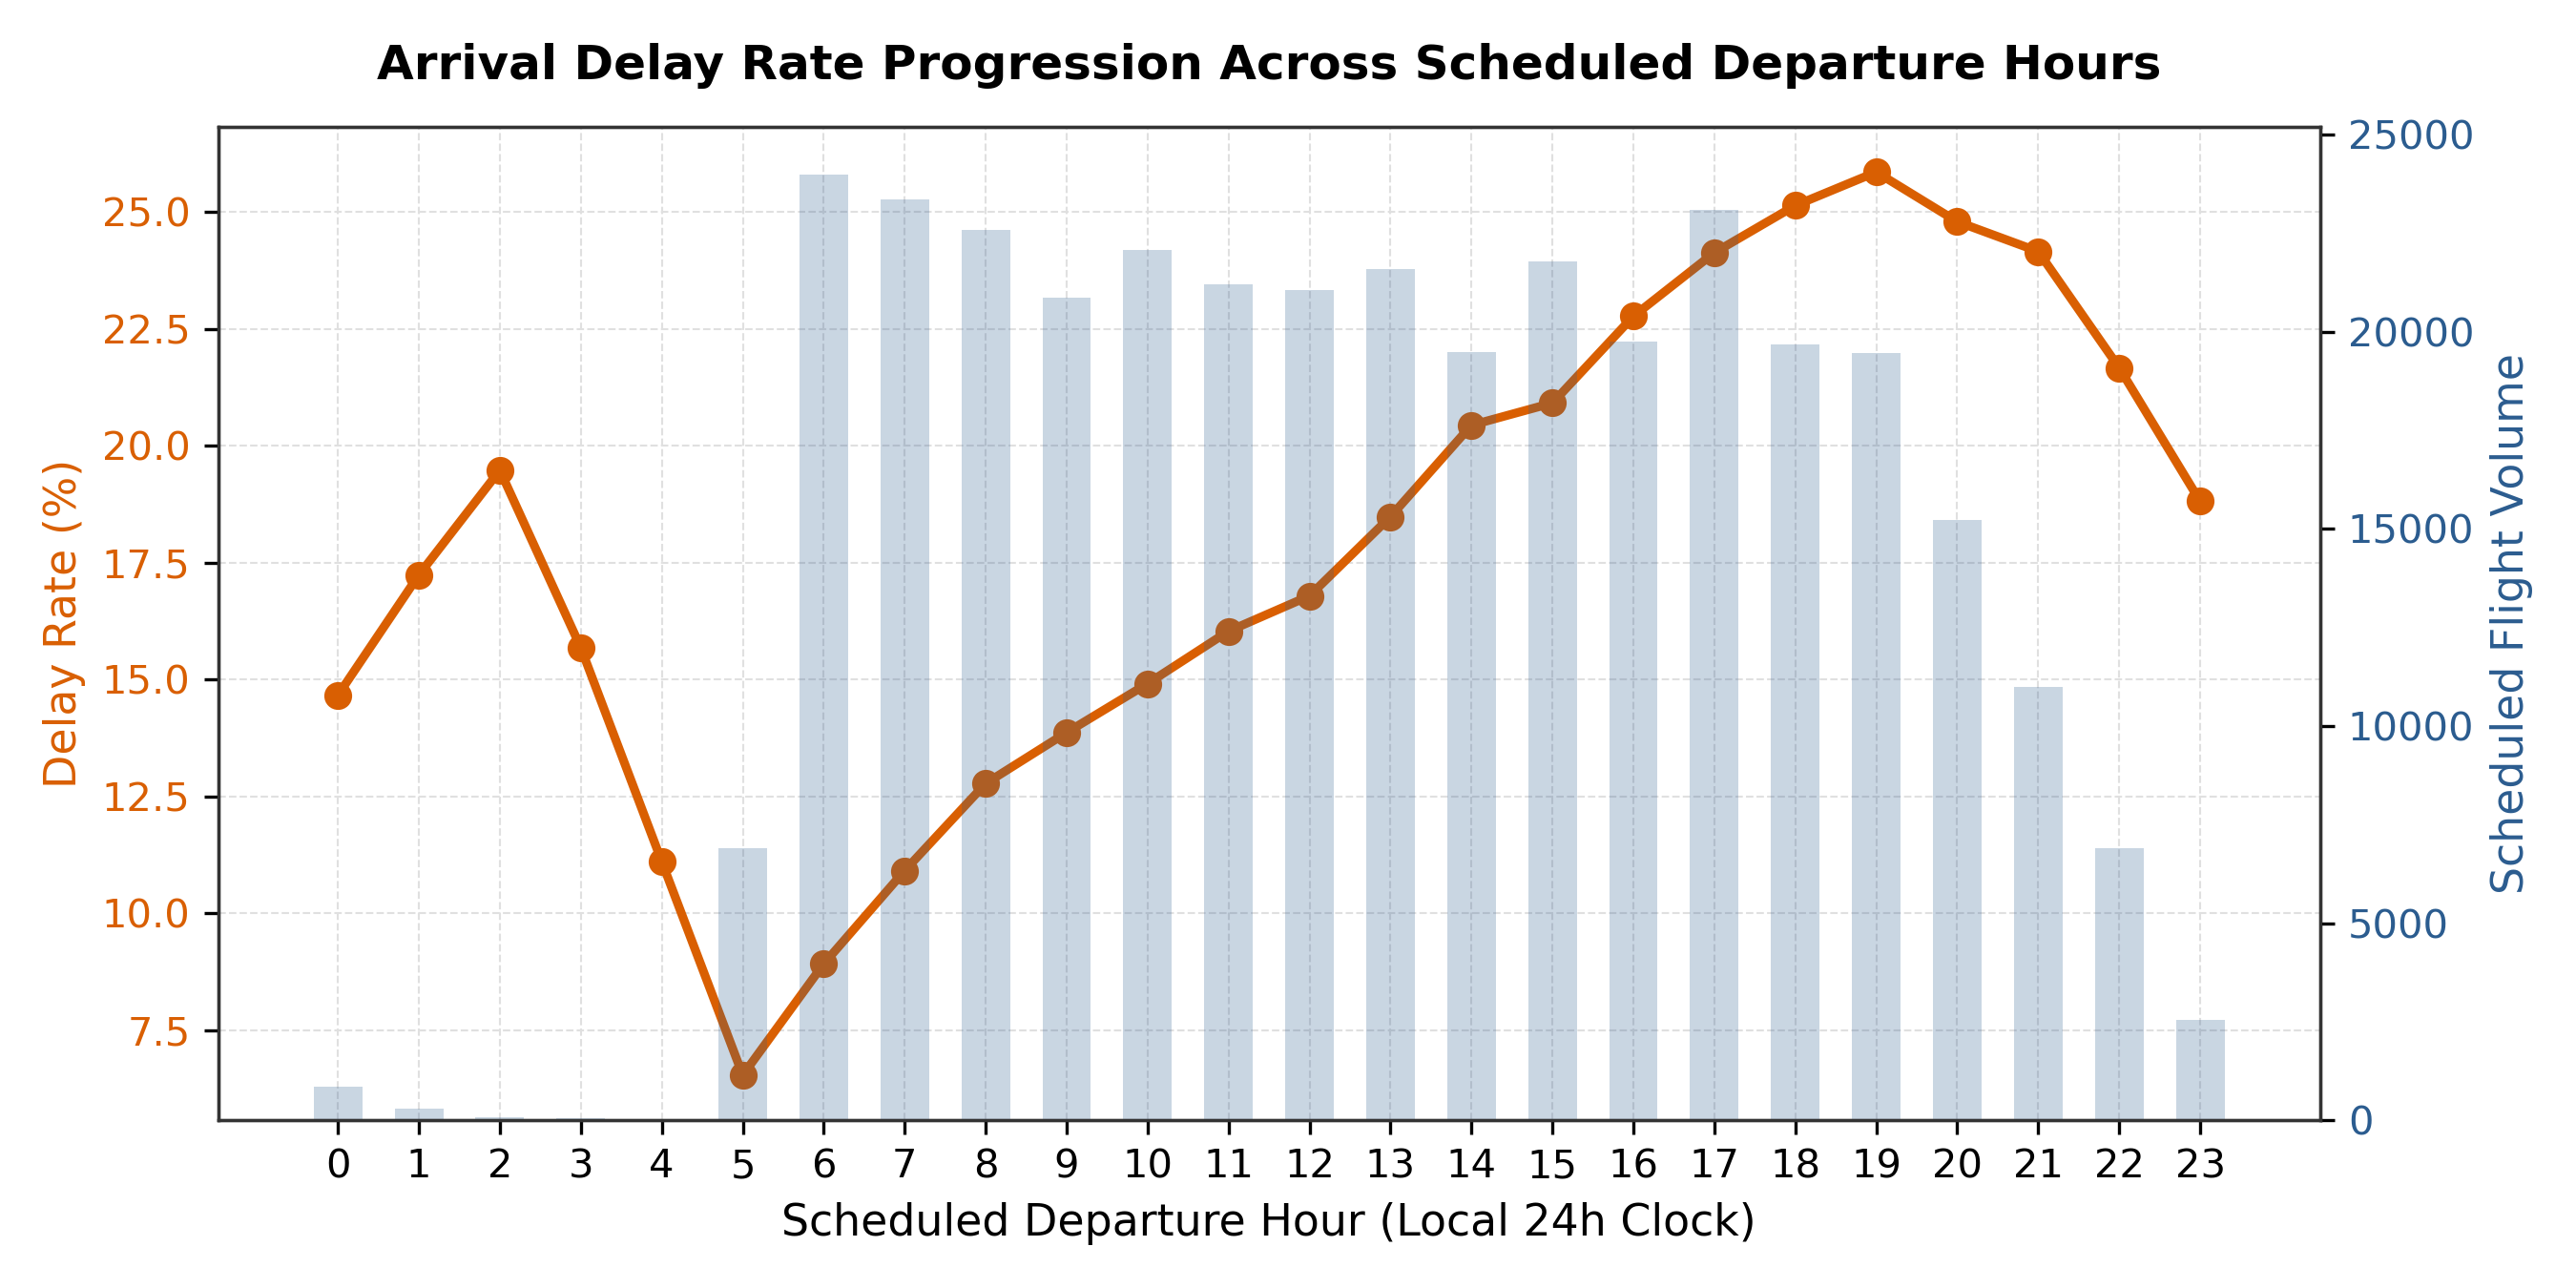 Arrival Delay Rate Progression Across Scheduled Departure Hours
Delay Rate (%)
25.0
22.5
20.0
17.5
15.0
12.5
10.0
7.5
25000
20000
15000
10000
5000
0
Scheduled Flight Volume
0 1 2 3 4 5 6 7 8 9 10 11 12 13 14 15 16 17 18 19 20 21 22 23
Scheduled Departure Hour (Local 24h Clock)